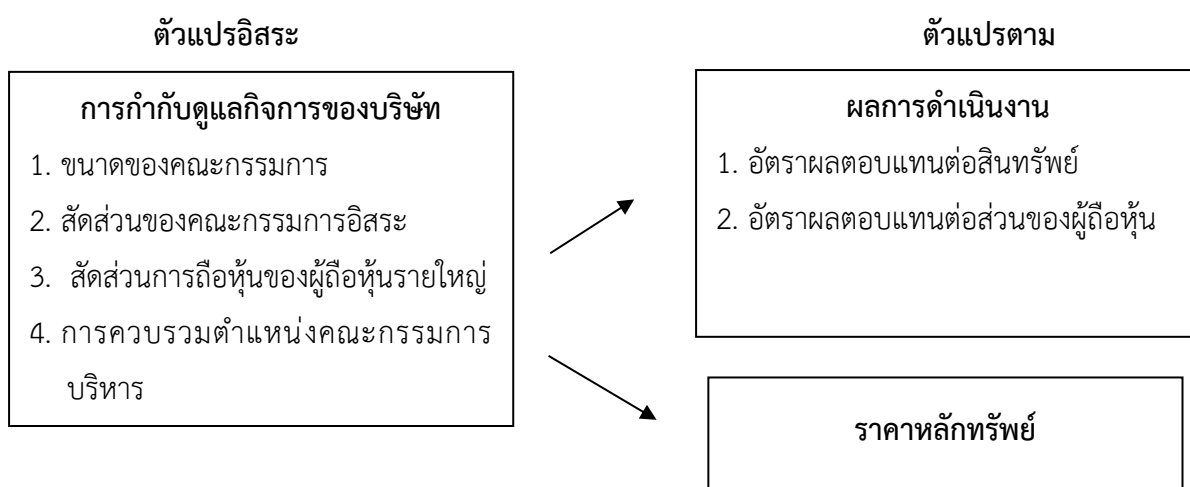 ตัวแปรอิสระ
การกำกับดูแลกิจการของบริษัท
1. ขนาดของคณะกรรมการ
2. สัดส่วนของคณะกรรมการอิสระ
3. สัดส่วนการถือหุ้นของผู้ถือหุ้นรายใหญ่
4. การควบรวมตำแหน่งคณะกรรมการ
บริหาร
ตัวแปรตาม
ผลการดำเนินงาน
1. อัตราผลตอบแทนต่อสินทรัพย์
2. อัตราผลตอบแทนต่อส่วนของผู้ถือหุ้น
ราคาหลักทรัพย์